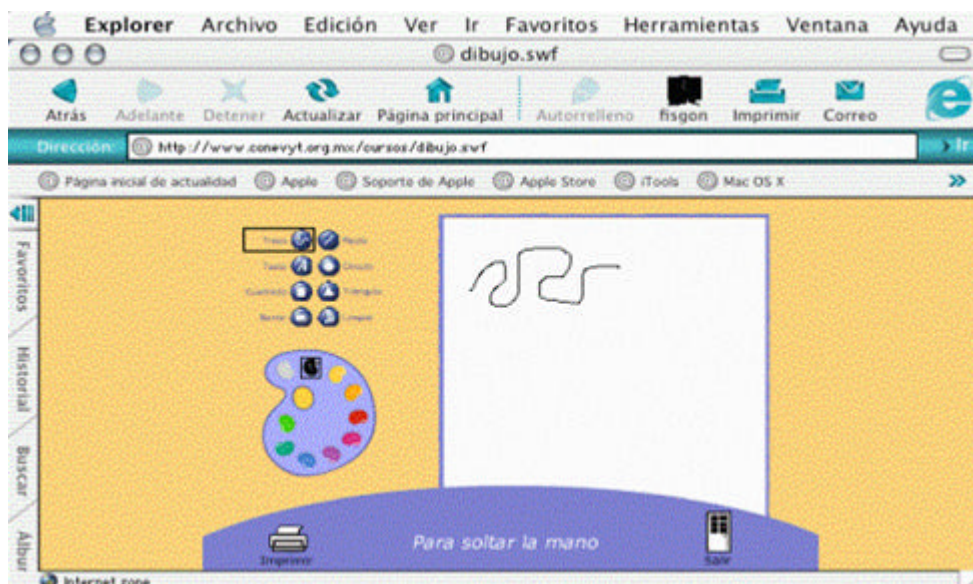 Explorer Archivo Edición Ver Ir Favoritos Herramientas Ventana Ayuda
dibujo.swf
Atrás Adelante Detener Actualizar Página principal Autorrelleno fisgon Imprimir Correo
Dirección: http://www.conevyt.org.mx/cursos/dibujo.swf Ir
Página inicial de actualidad Apple Soporte de Apple Apple Store iTools Mac OS X
Favoritos
Historial
Buscar
Trazo
Texto Círculo
Cuadrado Triángulo
Borrar Limpiar
Imprimir Para soltar la mano Salir
Internet zone